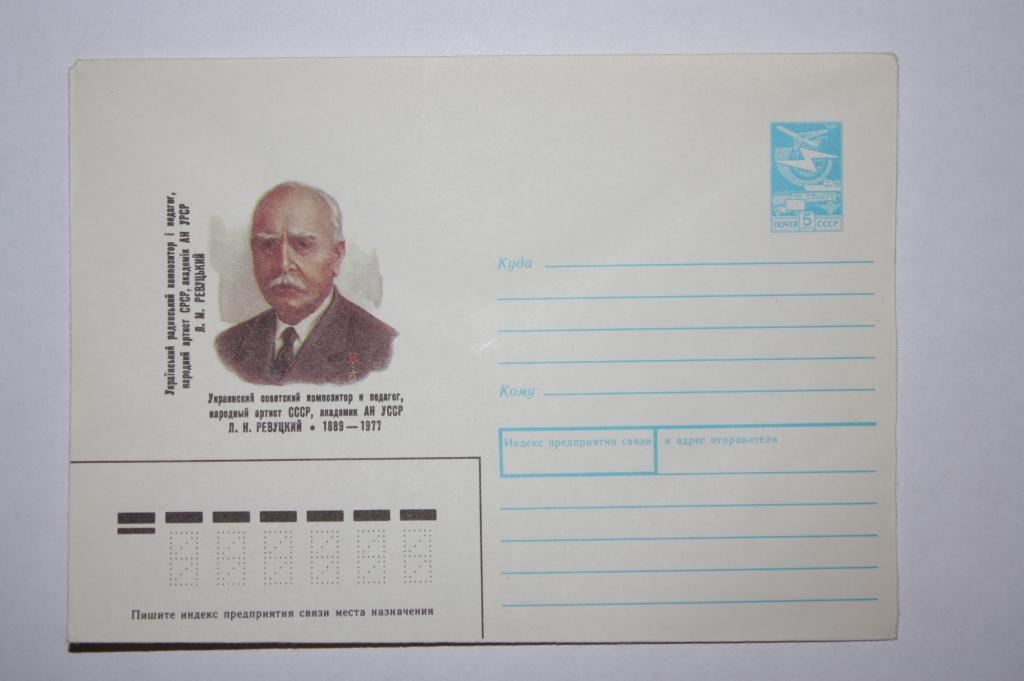 Український радянський композитор і педагог,
народний артист СРСР, академік АН УРСР
Л. М. РЕВУЦЬКИЙ
Украинский советский композитор и педагог,
народный артист СССР, академик АН УССР
Л. Н. РЕВУЦКИЙ • 1889—1977
ПОЧТА 5 СССР
Куда
Кому
Индекс предприятия связи и адрес отправителя
Пишите индекс предприятия связи места назначения